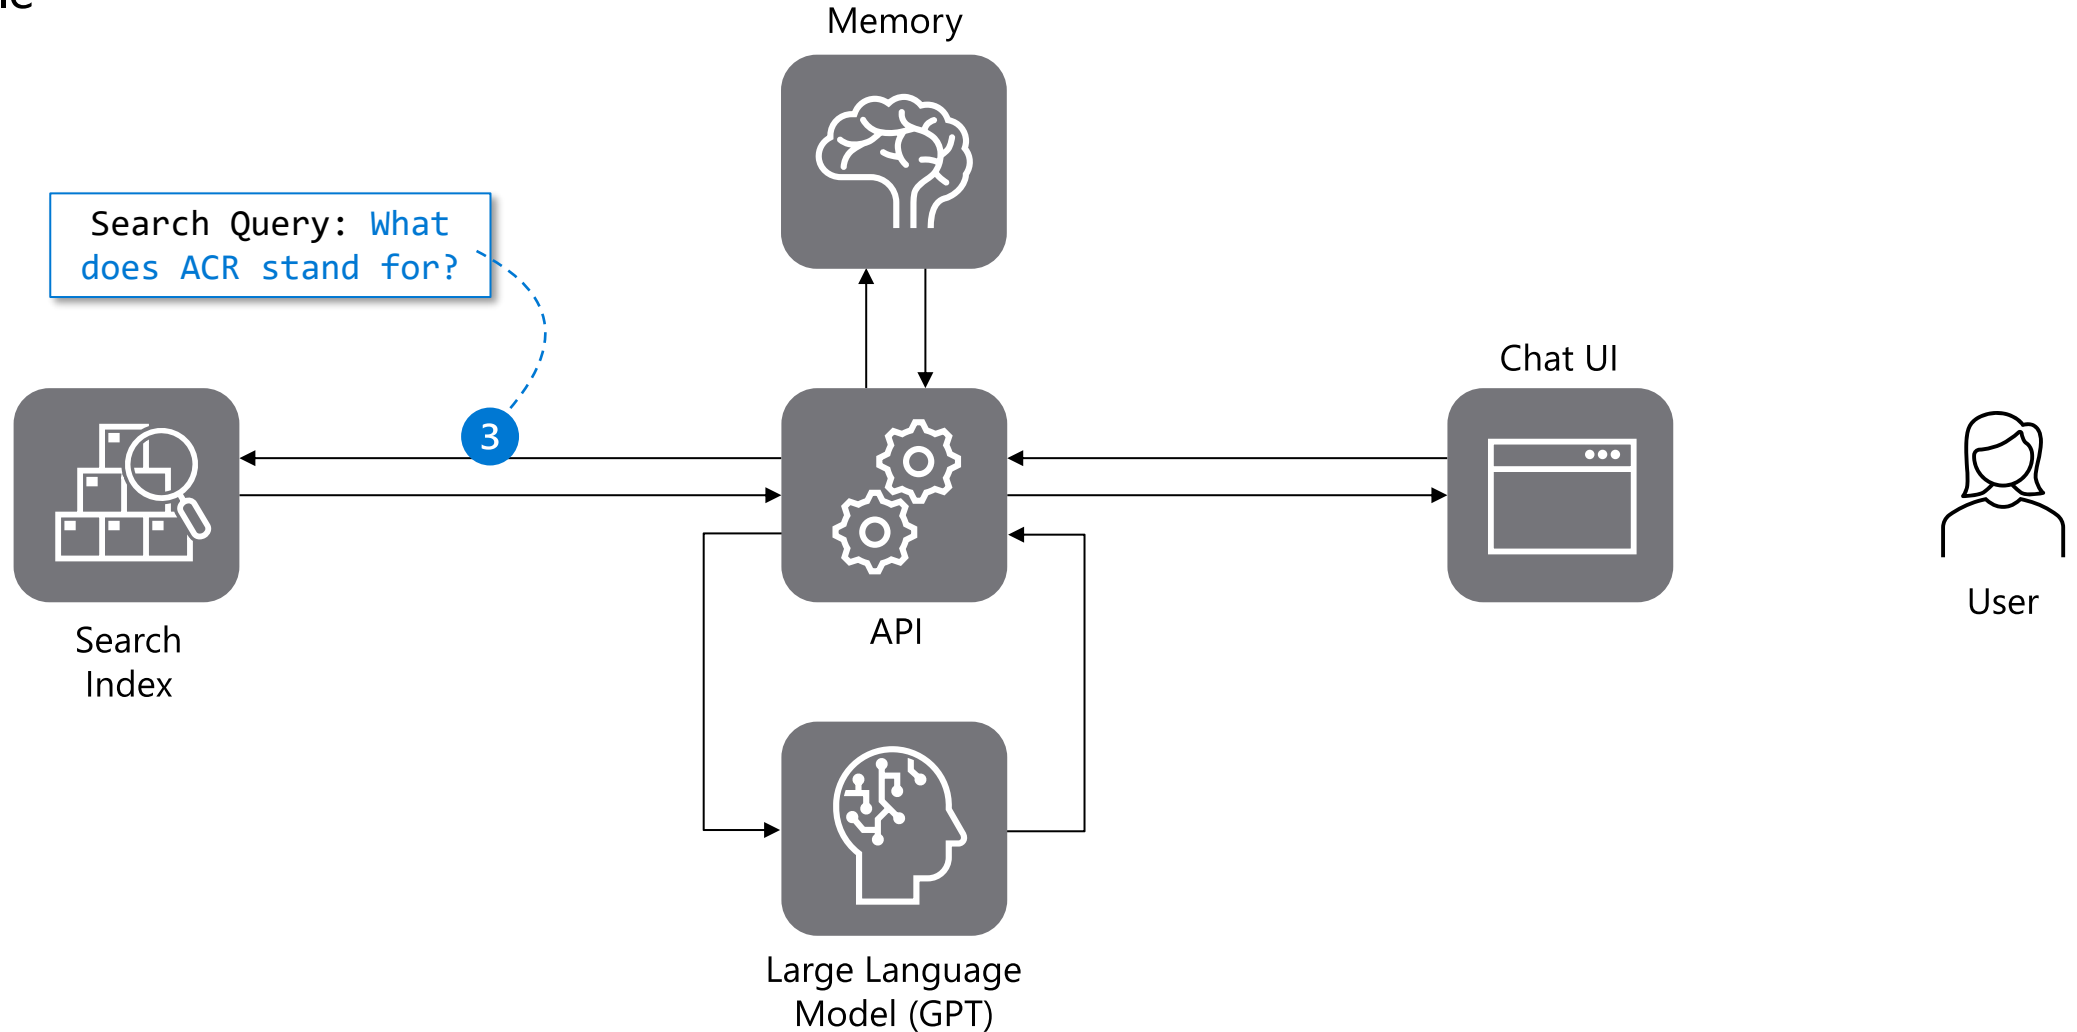 Memory
Search Query: What
does ACR stand for?
Chat UI
3
Search
Index
API
User
Large Language
Model (GPT)